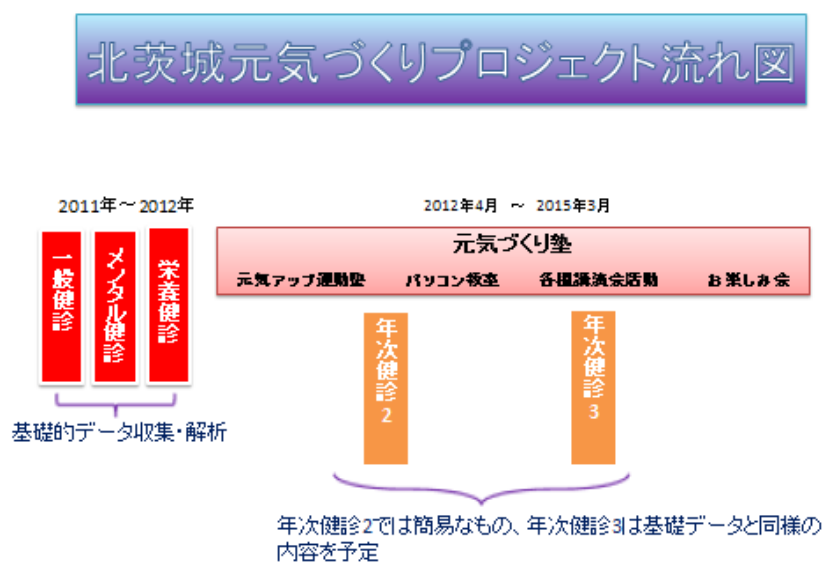 北茨城元気づくりプロジェクト流れ図
2011年～2012年
一般健診
メンタル健診
栄養健診
基礎的データ収集・解析
2012年4月 ～ 2015年3月
元気づくり塾
元気アップ運動塾 パソコン教室 各種講演会活動 お楽しみ会
年次健診2
年次健診3
年次健診2では簡易なもの、年次健診3は基礎データと同様の
内容を予定